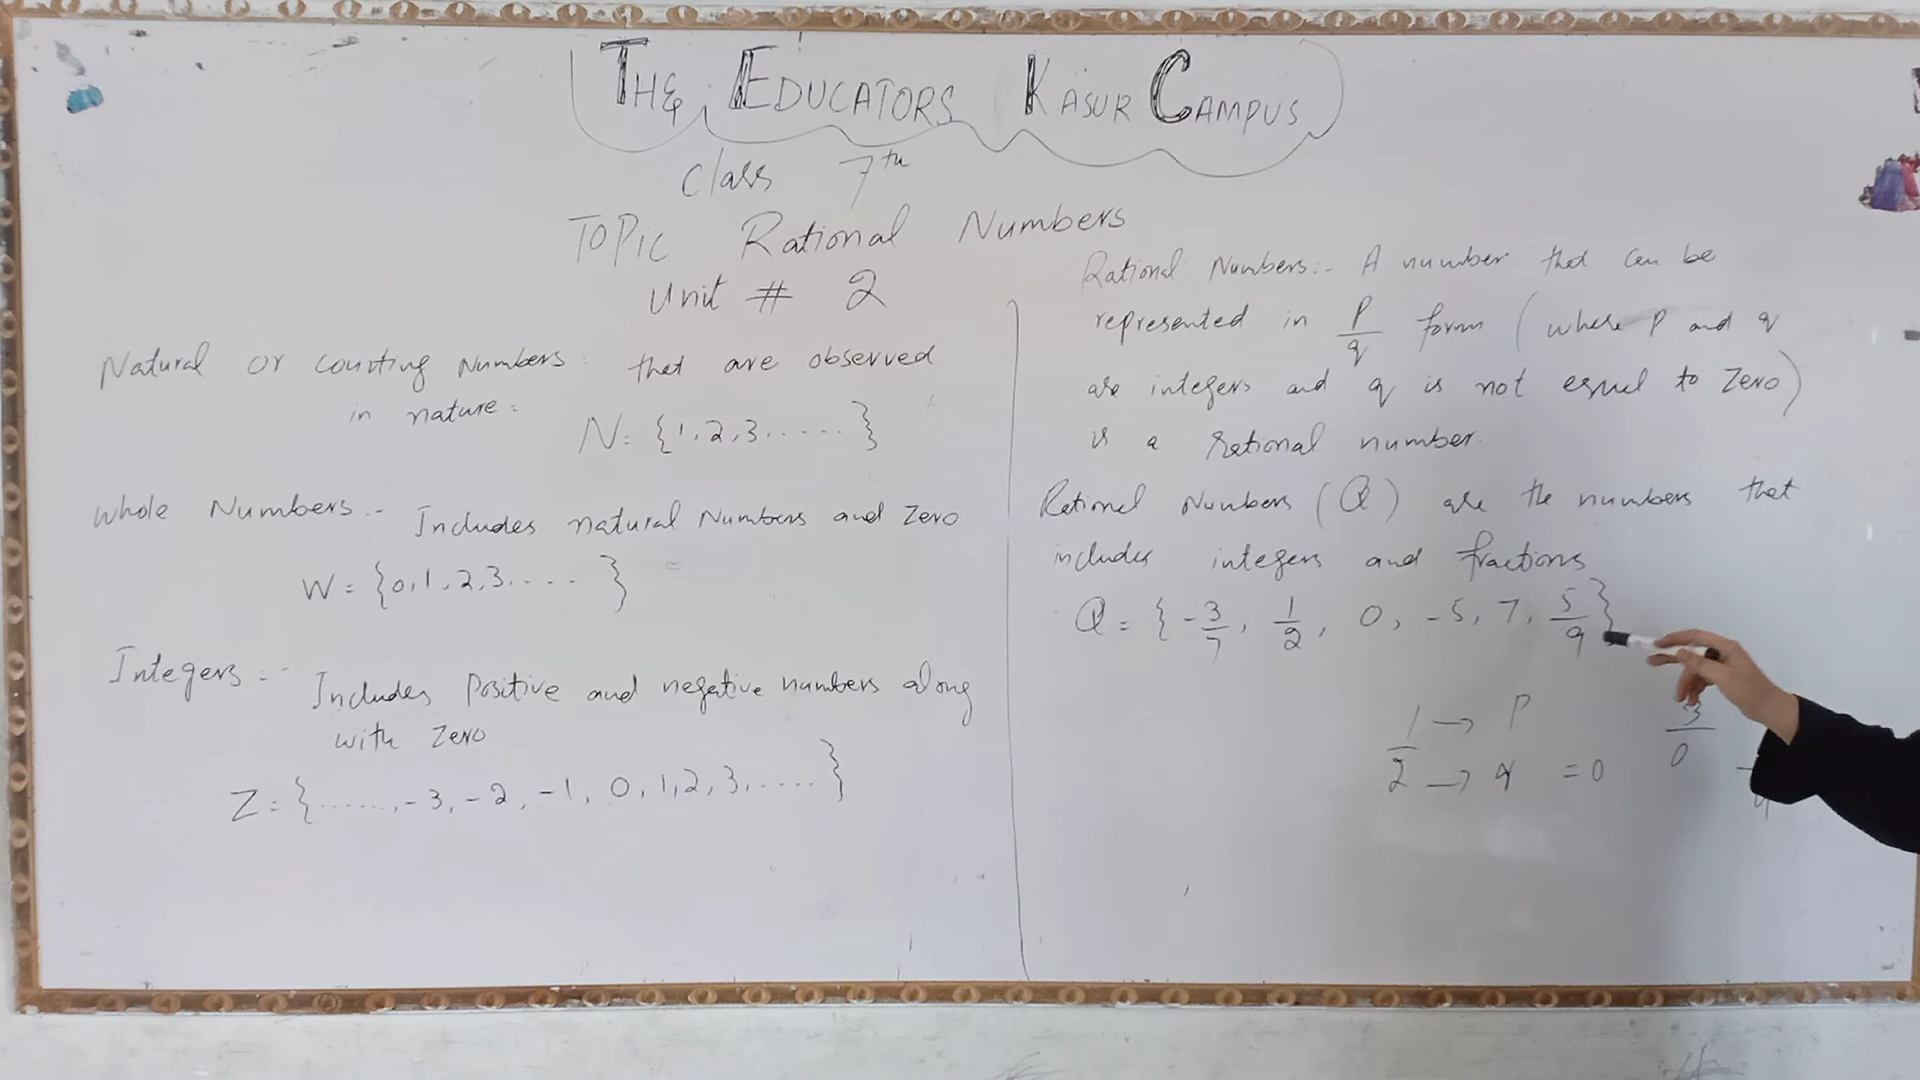 THE EDUCATORS KASUR CAMPUS
Class 7th
TOPIC Rational Numbers
Unit # 2
Natural or counting Numbers: that are observed
in nature:
N = {1, 2, 3, ......}
Whole Numbers:- Includes natural Numbers and Zero
W = {0, 1, 2, 3, .... }
Integers:- Includes Positive and negative numbers along
with Zero
Z = {......, -3, -2, -1, 0, 1, 2, 3, ......}
Rational Numbers:- A number that can be
represented in P/q form (where P and q
are integers and q is not equal to Zero)
is a rational number.
Rational Numbers (Q) are the numbers that
includes integers and fractions
Q = { -3/7, 1/2, 0, -5, 7, 5/9 }
1 → P 3
2 → q = 0 0